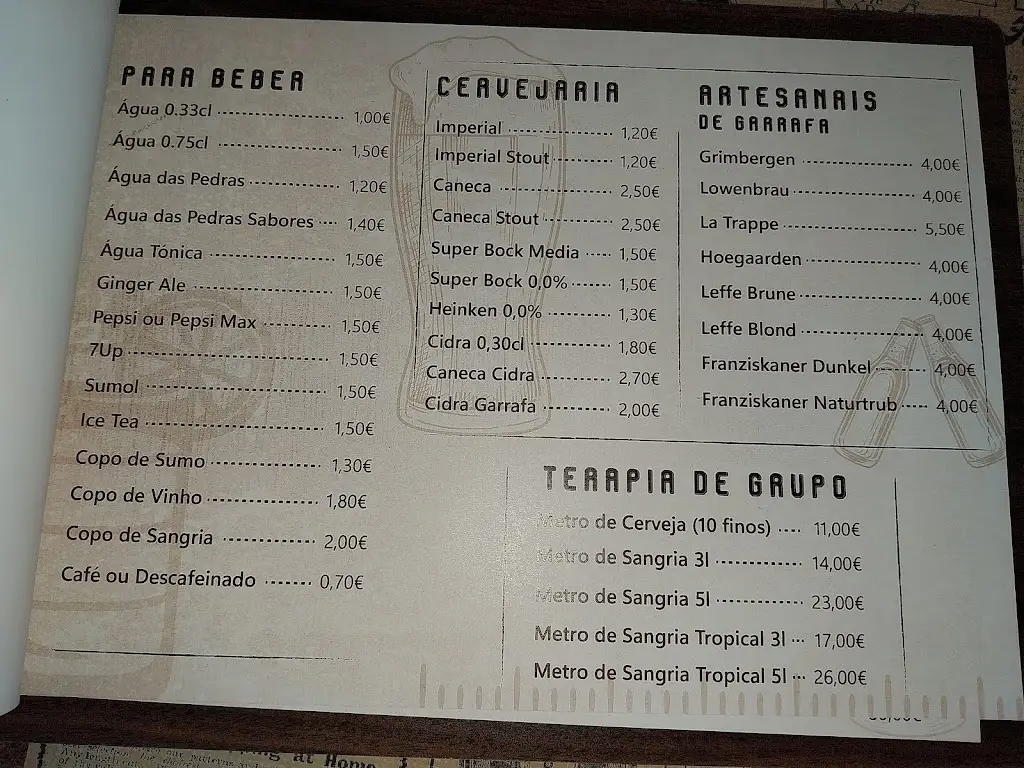 PARA BEBER
Água 0.33cl 1,00€
Água 0.75cl 1,50€
Água das Pedras 1,20€
Água das Pedras Sabores 1,40€
Água Tónica 1,50€
Ginger Ale 1,50€
Pepsi ou Pepsi Max 1,50€
7Up 1,50€
Sumol 1,50€
Ice Tea 1,50€
Copo de Sumo 1,30€
Copo de Vinho 1,80€
Copo de Sangria 2,00€
Café ou Descafeinado 0,70€
CERVEJARIA
Imperial 1,20€
Imperial Stout 1,20€
Caneca 2,50€
Caneca Stout 2,50€
Super Bock Media 1,50€
Super Bock 0,0% 1,50€
Heinken 0,0% 1,30€
Cidra 0,30cl 1,80€
Caneca Cidra 2,70€
Cidra Garrafa 2,00€
ARTESANAIS
DE GARRAFA
Grimbergen 4,00€
Lowenbrau 4,00€
La Trappe 5,50€
Hoegaarden 4,00€
Leffe Brune 4,00€
Leffe Blond 4,00€
Franziskaner Dunkel 4,00€
Franziskaner Naturtrub 4,00€
TERAPIA DE GRUPO
Metro de Cerveja (10 finos) 11,00€
Metro de Sangria 3l 14,00€
Metro de Sangria 5l 23,00€
Metro de Sangria Tropical 3l 17,00€
Metro de Sangria Tropical 5l 26,00€
at Home